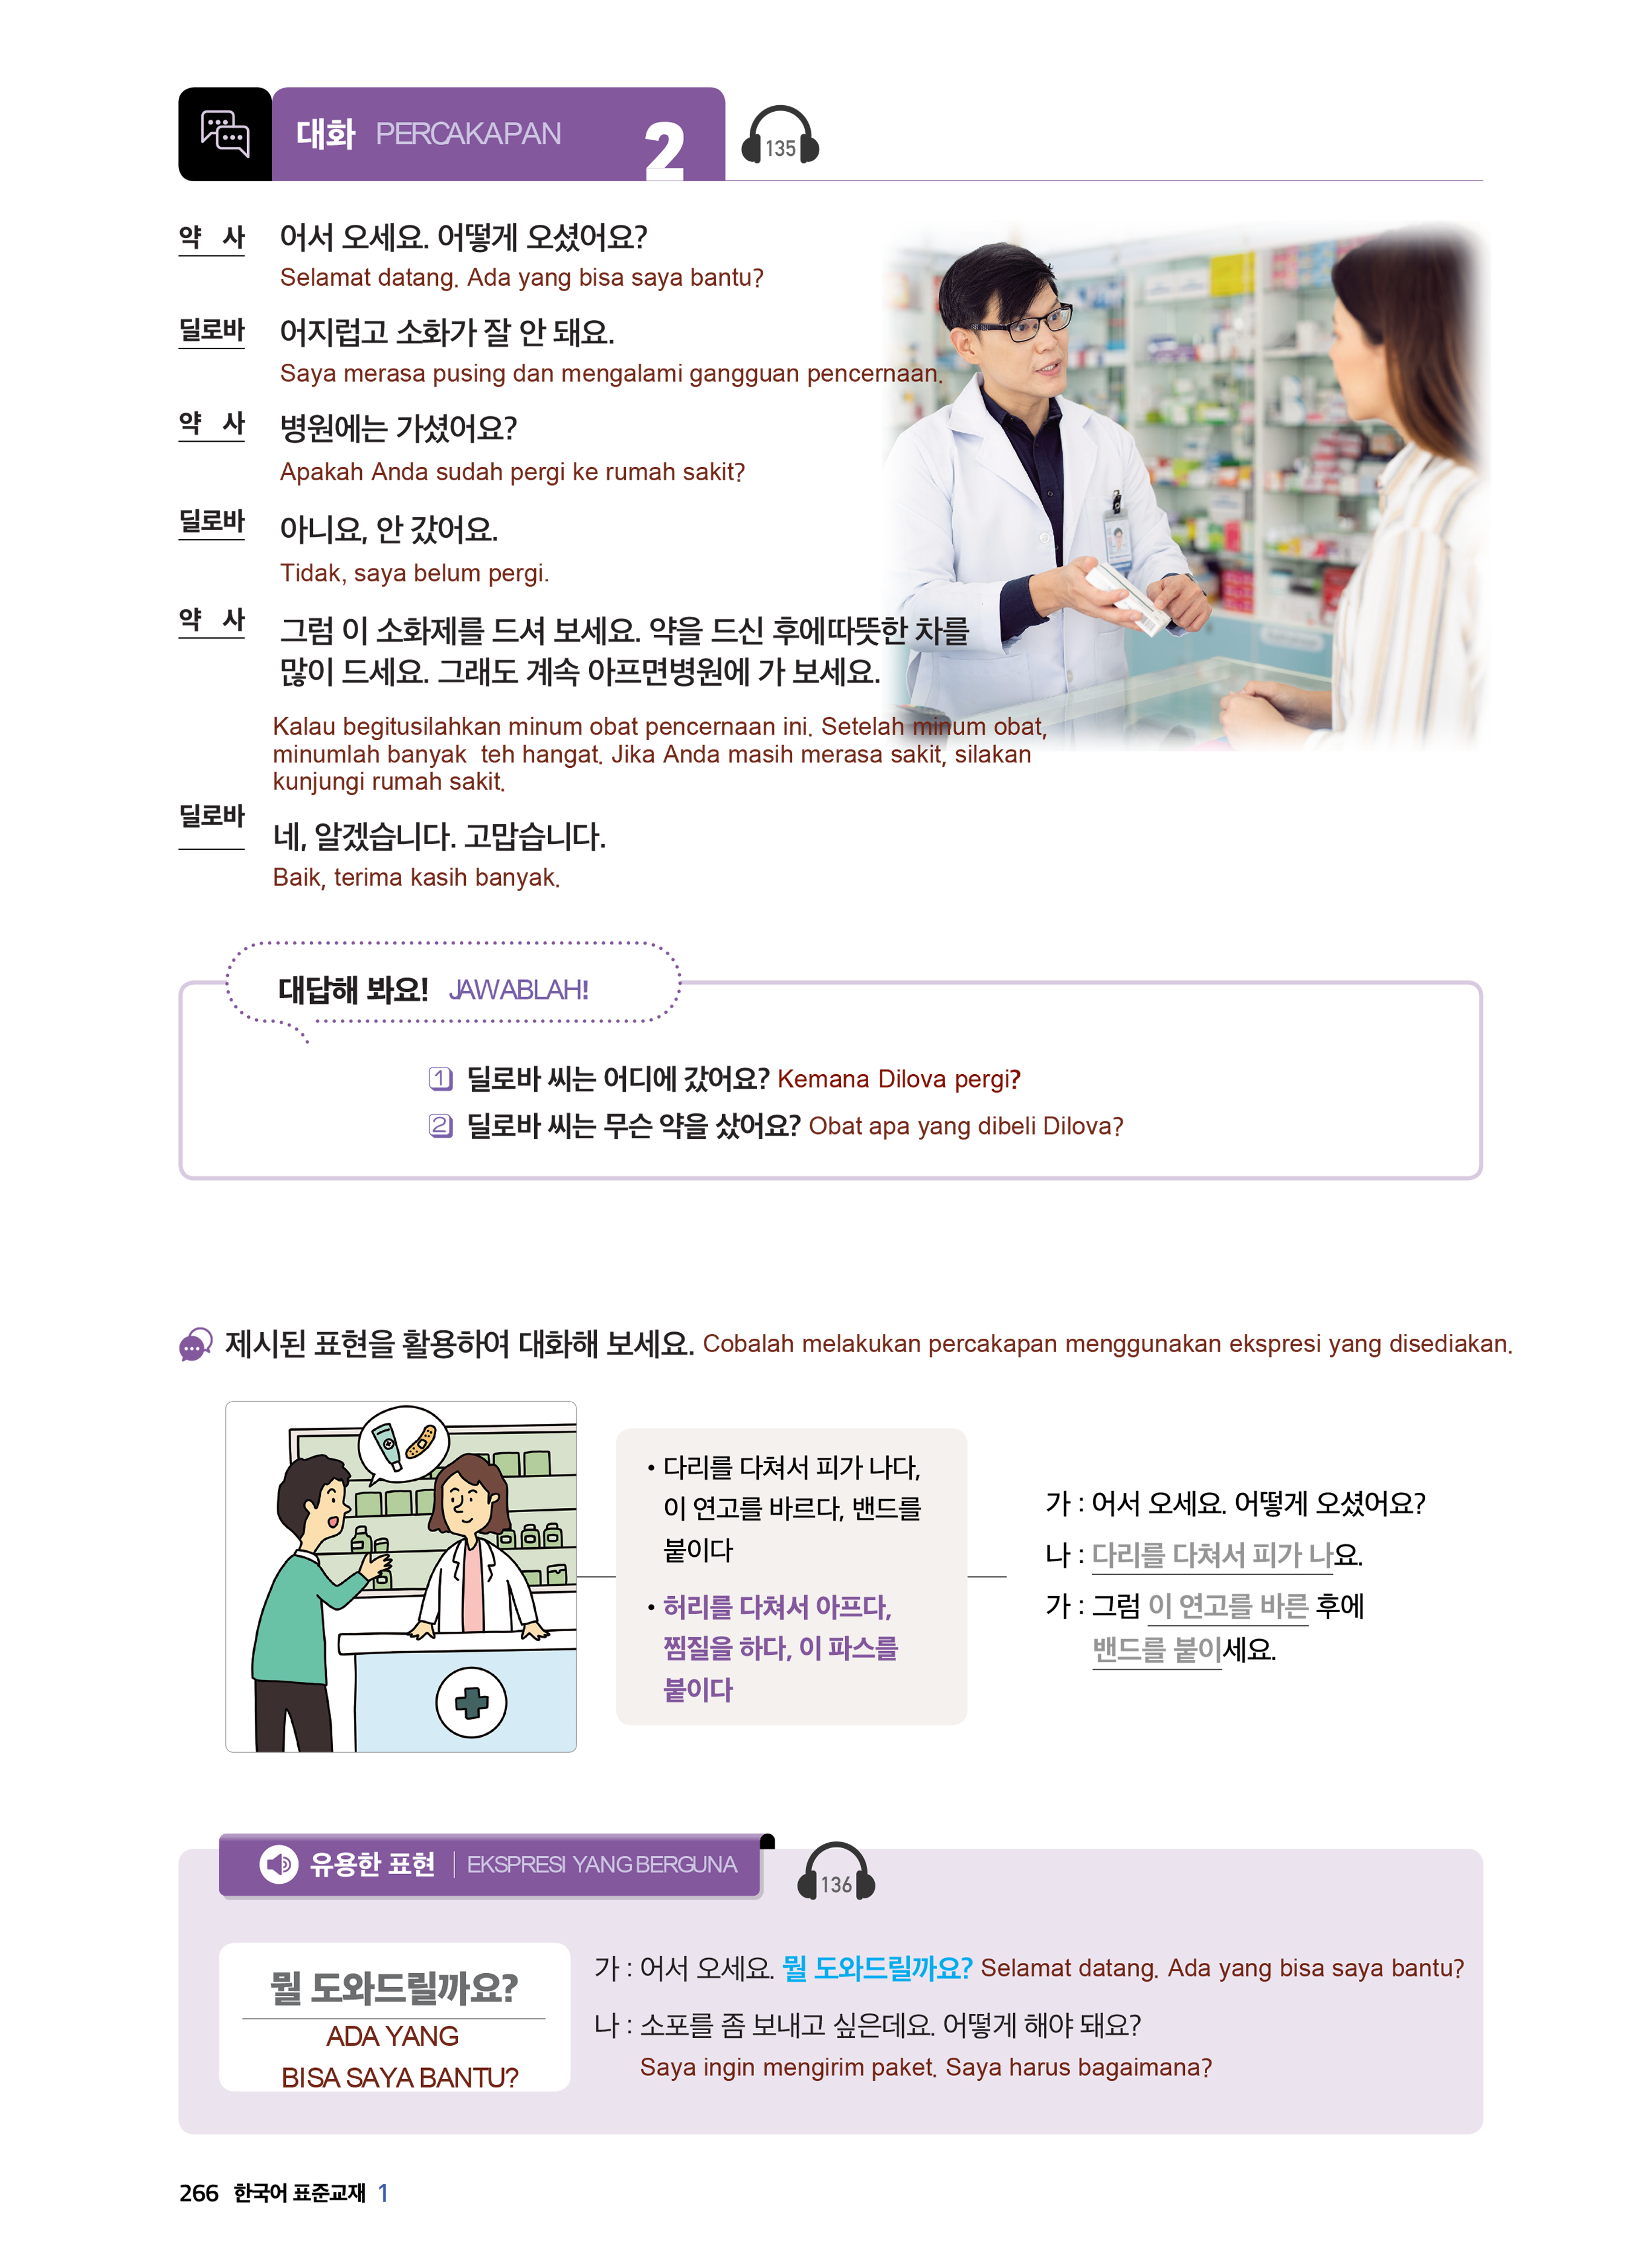 대화 PERCAKAPAN 2 135
약 사 어서 오세요. 어떻게 오셨어요?
Selamat datang. Ada yang bisa saya bantu?
딜로바 어지럽고 소화가 잘 안 돼요.
Saya merasa pusing dan mengalami gangguan pencernaan.
약 사 병원에는 가셨어요?
Apakah Anda sudah pergi ke rumah sakit?
딜로바 아니요, 안 갔어요.
Tidak, saya belum pergi.
약 사 그럼 이 소화제를 드셔 보세요. 약을 드신 후에따뜻한 차를
많이 드세요. 그래도 계속 아프면병원에 가 보세요.
Kalau begitusilahkan minum obat pencernaan ini. Setelah minum obat,
minumlah banyak teh hangat. Jika Anda masih merasa sakit, silakan
kunjungi rumah sakit.
딜로바 네, 알겠습니다. 고맙습니다.
Baik, terima kasih banyak.
대답해 봐요! JAWABLAH!
1 딜로바 씨는 어디에 갔어요? Kemana Dilova pergi?
2 딜로바 씨는 무슨 약을 샀어요? Obat apa yang dibeli Dilova?
제시된 표현을 활용하여 대화해 보세요. Cobalah melakukan percakapan menggunakan ekspresi yang disediakan.
• 다리를 다쳐서 피가 나다,
이 연고를 바르다, 밴드를
붙이다
• 허리를 다쳐서 아프다,
찜질을 하다, 이 파스를
붙이다
가 : 어서 오세요. 어떻게 오셨어요?
나 : 다리를 다쳐서 피가 나요.
가 : 그럼 이 연고를 바른 후에
밴드를 붙이세요.
유용한 표현 EKSPRESI YANG BERGUNA 136
뭘 도와드릴까요?
ADA YANG
BISA SAYA BANTU?
가 : 어서 오세요. 뭘 도와드릴까요? Selamat datang. Ada yang bisa saya bantu?
나 : 소포를 좀 보내고 싶은데요. 어떻게 해야 돼요?
Saya ingin mengirim paket. Saya harus bagaimana?
266 한국어 표준교재 1